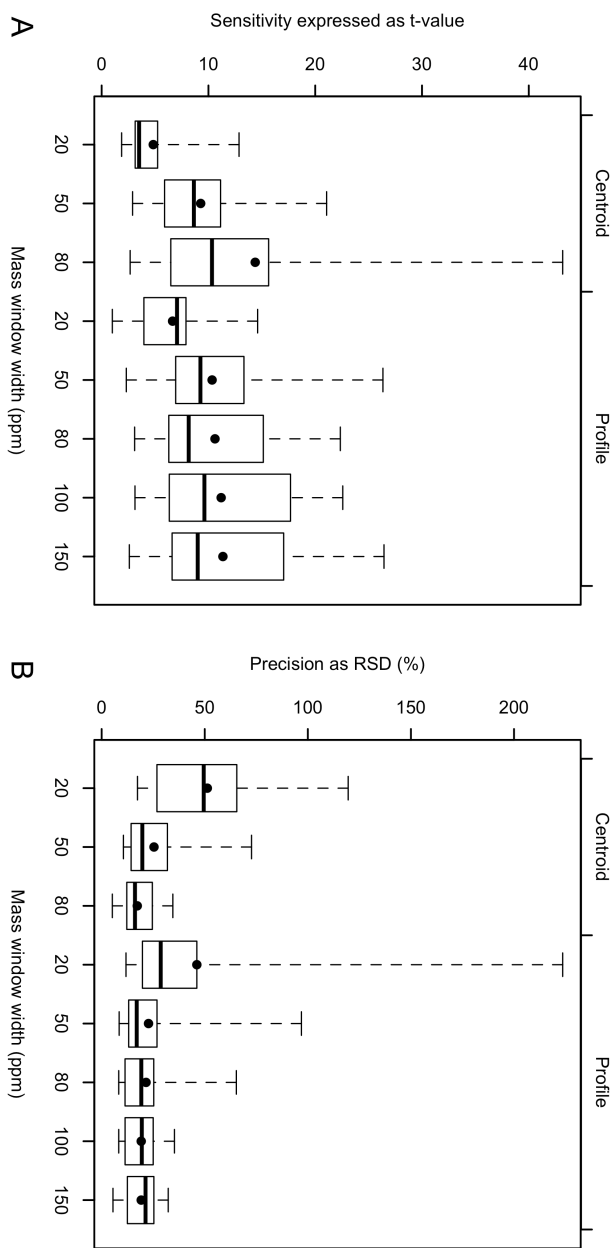 A
Sensitivity expressed as t-value
0 10 20 30 40
Centroid
Profile
20 50 80 20 50 80 100 150
Mass window width (ppm)
B
Precision as RSD (%)
0 50 100 150 200
Centroid
Profile
20 50 80 20 50 80 100 150
Mass window width (ppm)